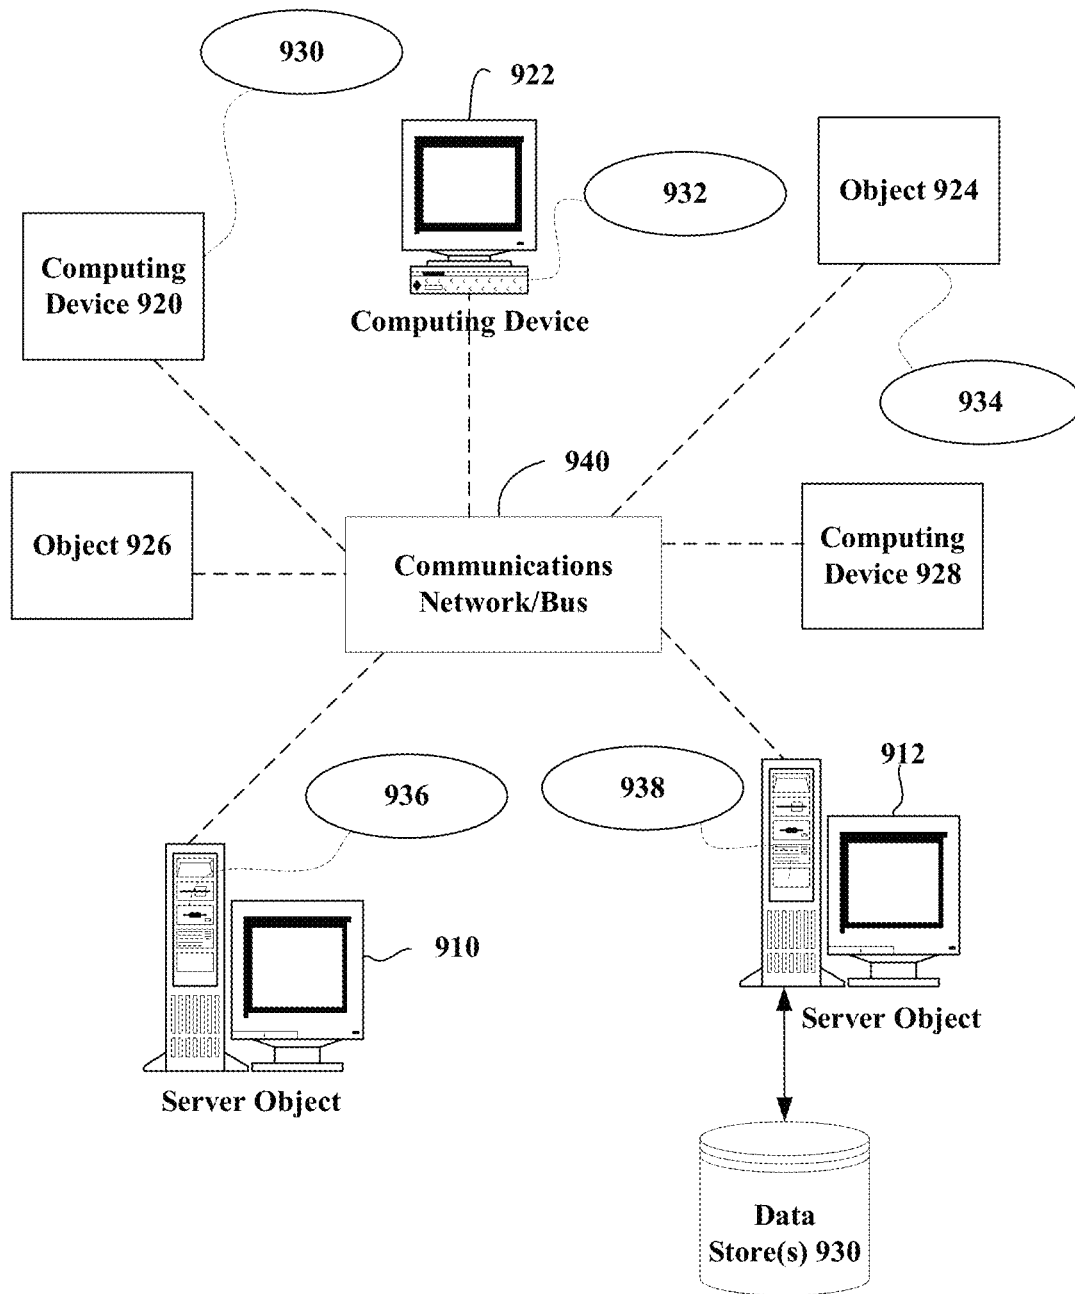 930
922
932
Object 924
Computing
Device 920
Computing Device
934
940
Object 926
Communications
Network/Bus
Computing
Device 928
936
938
912
910
Server Object
Server Object
Data
Store(s) 930